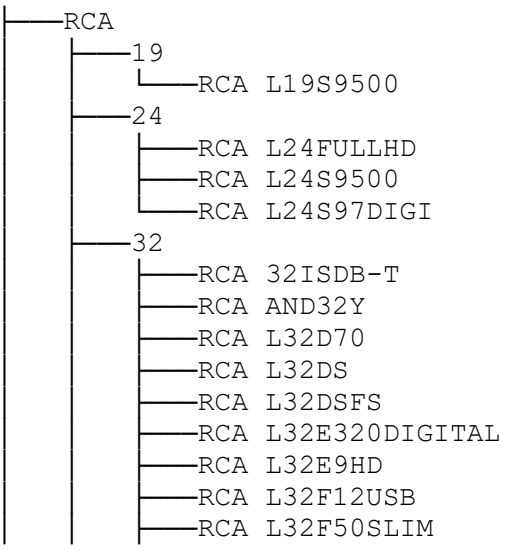 RCA
19
RCA L19S9500
24
RCA L24FULLHD
RCA L24S9500
RCA L24S97DIGI
32
RCA 32ISDB-T
RCA AND32Y
RCA L32D70
RCA L32DS
RCA L32DSFS
RCA L32E320DIGITAL
RCA L32E9HD
RCA L32F12USB
RCA L32F50SLIM